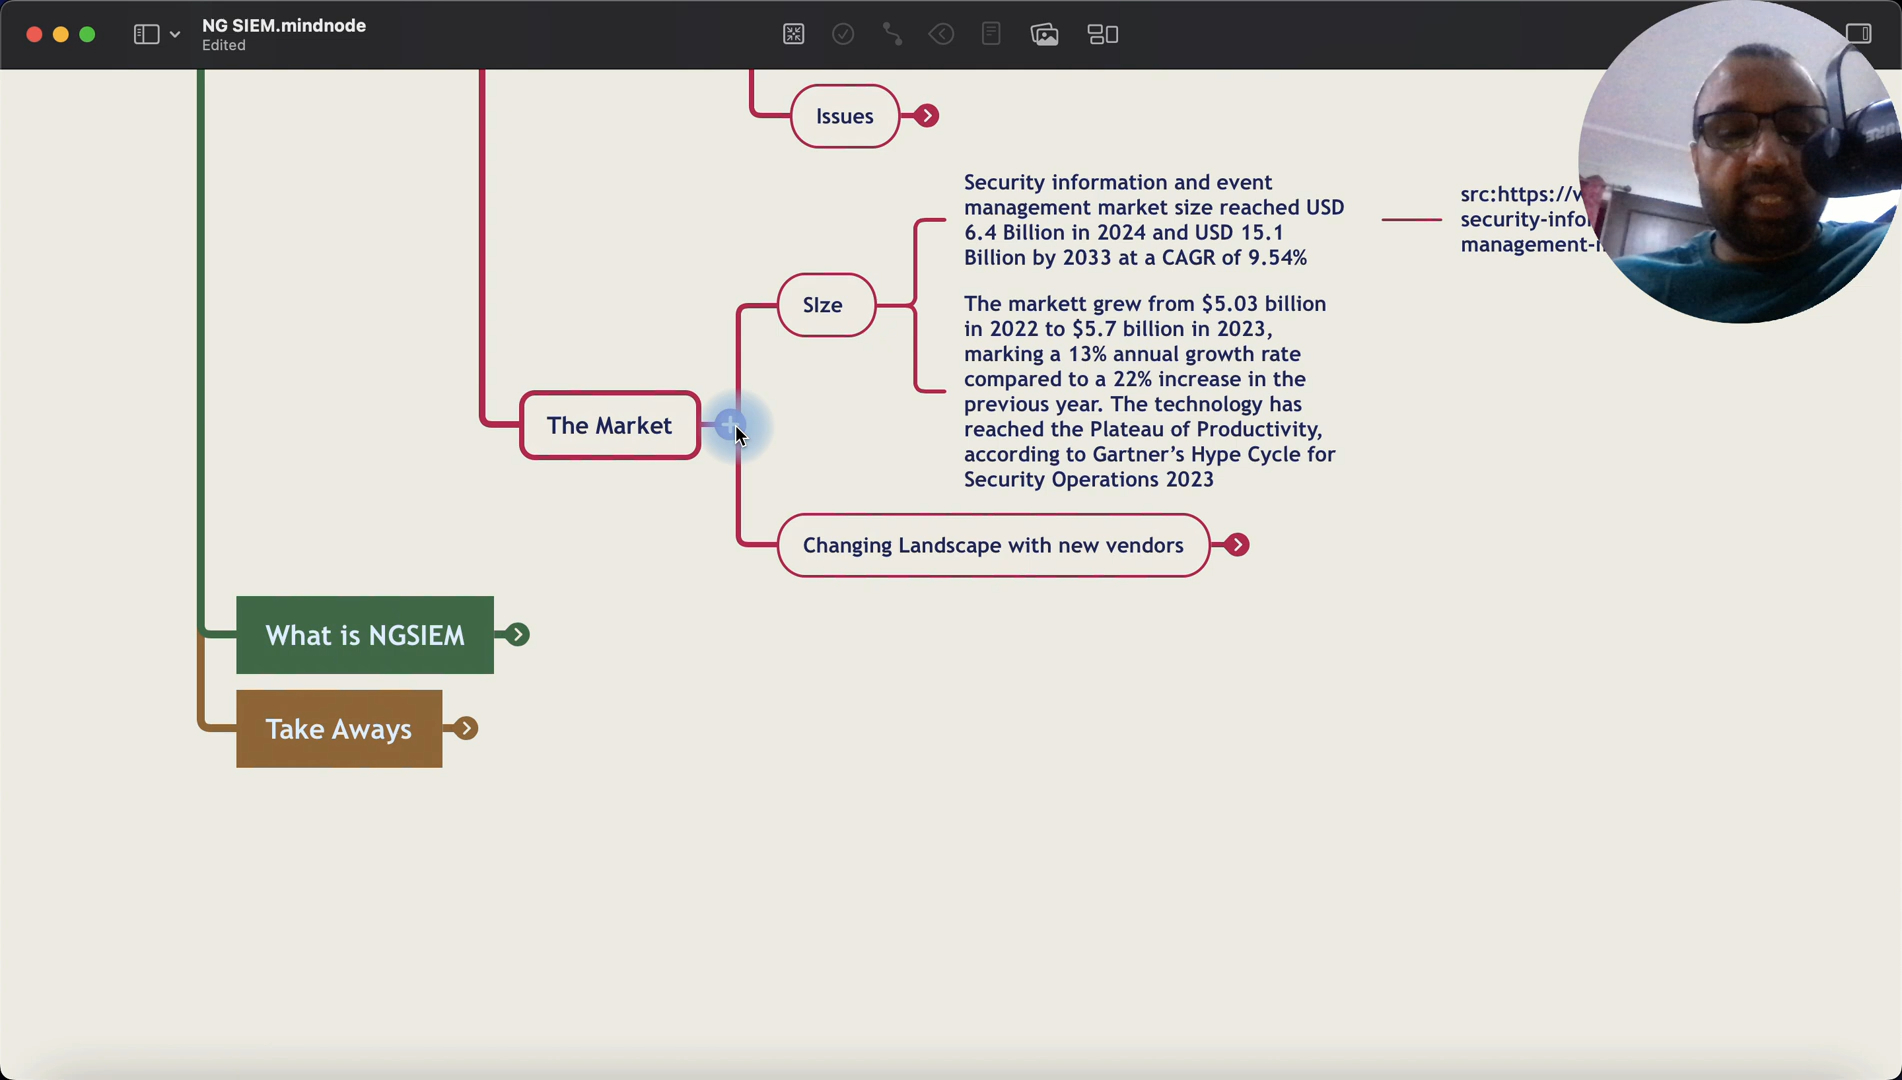 NG SIEM.mindnode
Edited
Issues
Security information and event
management market size reached USD
6.4 Billion in 2024 and USD 15.1
Billion by 2033 at a CAGR of 9.54%
src:https://
security-info
management-
SIze
The markett grew from $5.03 billion
in 2022 to $5.7 billion in 2023,
marking a 13% annual growth rate
compared to a 22% increase in the
previous year. The technology has
reached the Plateau of Productivity,
according to Gartner’s Hype Cycle for
Security Operations 2023
The Market
Changing Landscape with new vendors
What is NGSIEM
Take Aways